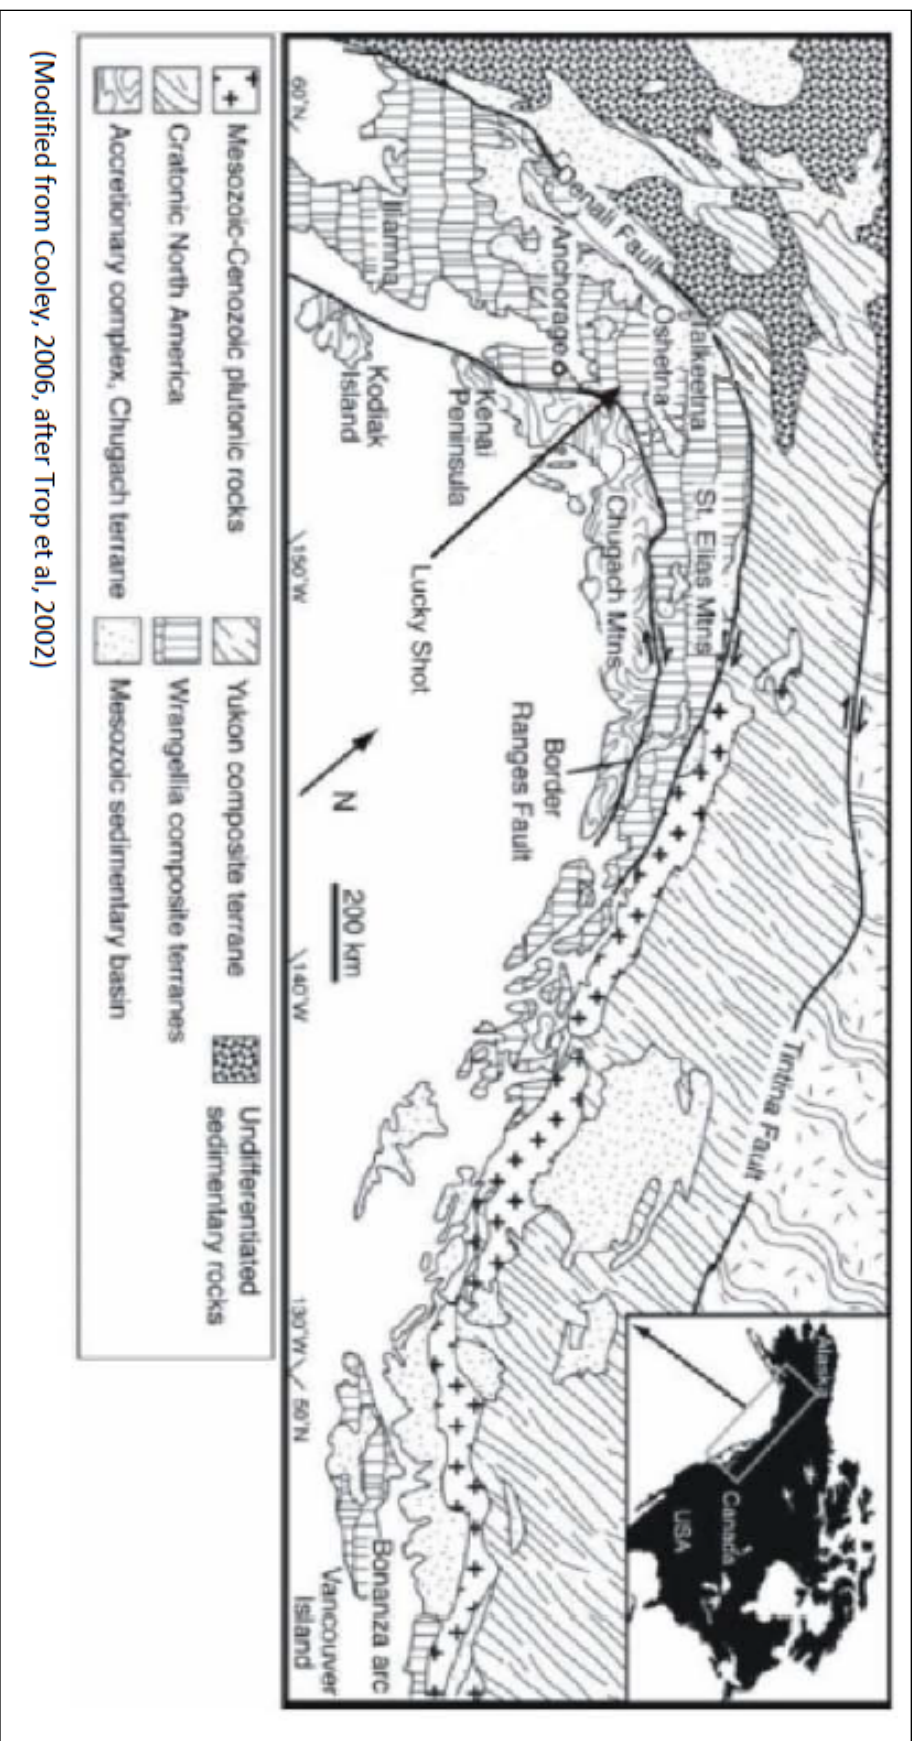 Alaska
Canada
USA
Denali Fault
Talkeetna
Oshetna
St. Elias Mtns
Tintina Fault
Anchorage
Iliamna
Chugach Mtns
Kenai
Peninsula
Kodiak
Island
Lucky Shot
Border
Ranges Fault
N
200 km
Bonanza arc
Vancouver
Island
60°N
150°W
140°W
130°W
50°N
Mesozoic-Cenozoic plutonic rocks
Cratonic North America
Accretionary complex, Chugach terrane
Yukon composite terrane
Wrangellia composite terranes
Mesozoic sedimentary basin
Undifferentiated
sedimentary rocks
(Modified from Cooley, 2006, after Trop et al, 2002)